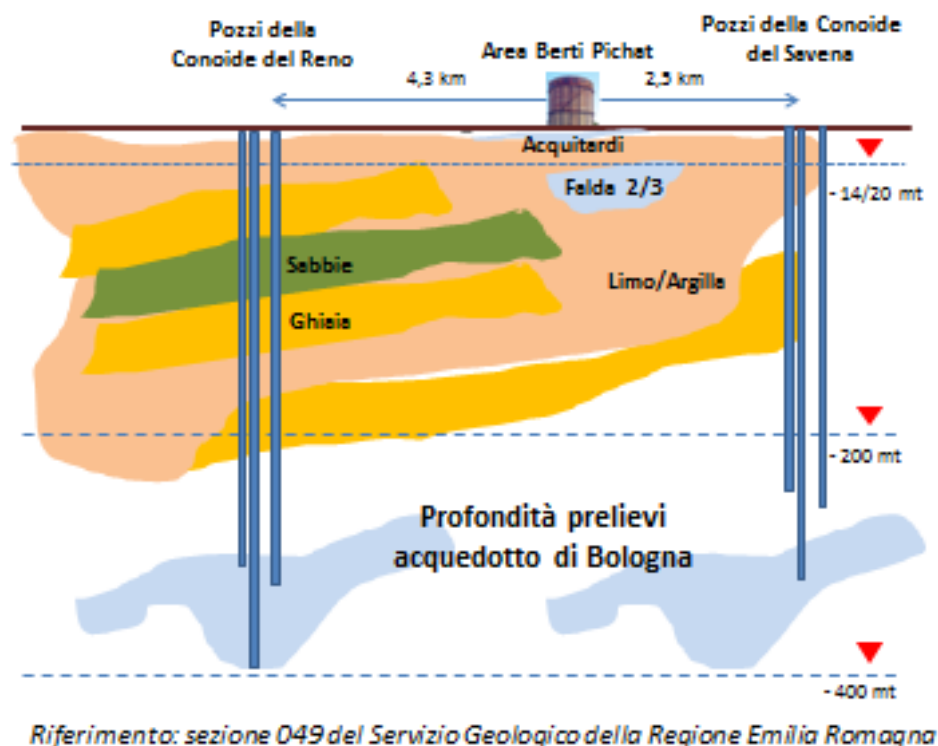 Pozzi della
Conoide del Reno
Area Berti Pichat
Pozzi della Conoide
del Savena
4,3 km
2,5 km
Acquitardi
Falda 2/3
- 14/20 mt
Sabbie
Limo/Argilla
Ghiaia
- 200 mt
Profondità prelievi
acquedotto di Bologna
- 400 mt
Riferimento: sezione 049 del Servizio Geologico della Regione Emilia Romagna